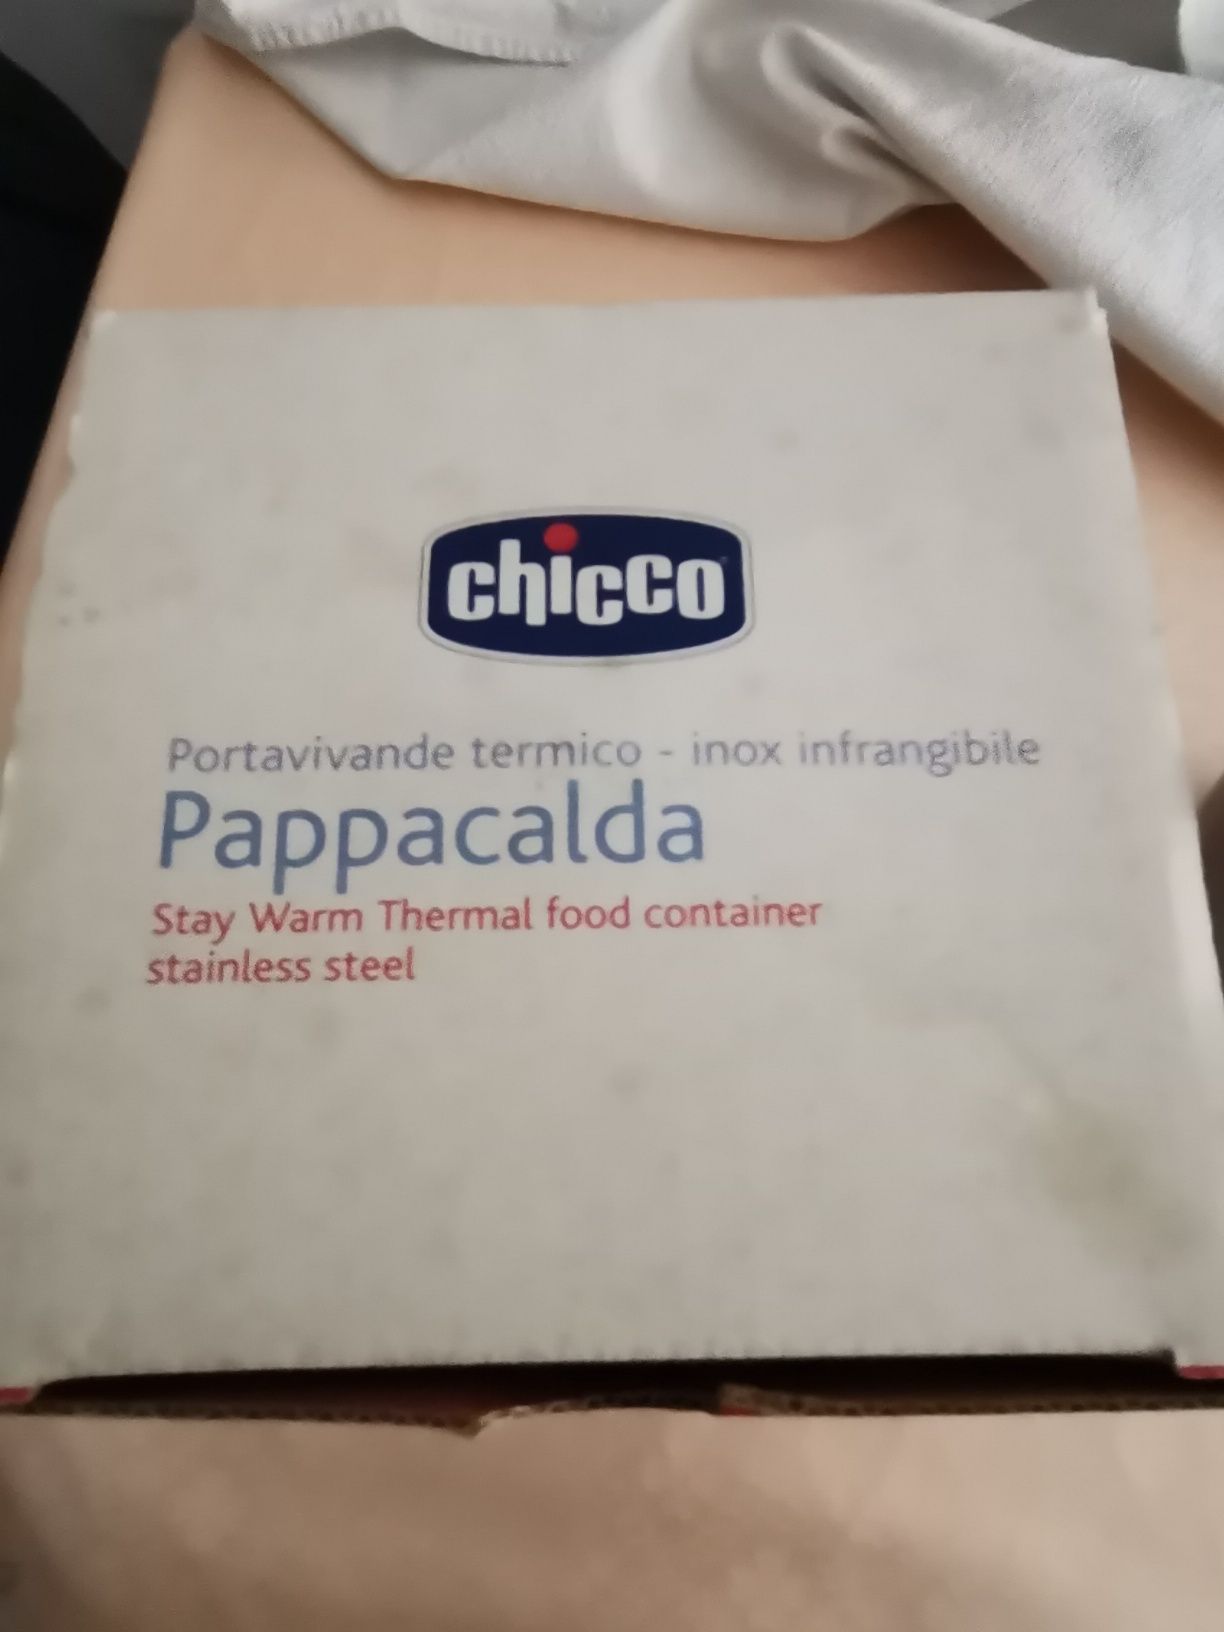 chicco
Portavivande termico - inox infrangibile
Pappacalda
Stay Warm Thermal food container
stainless steel